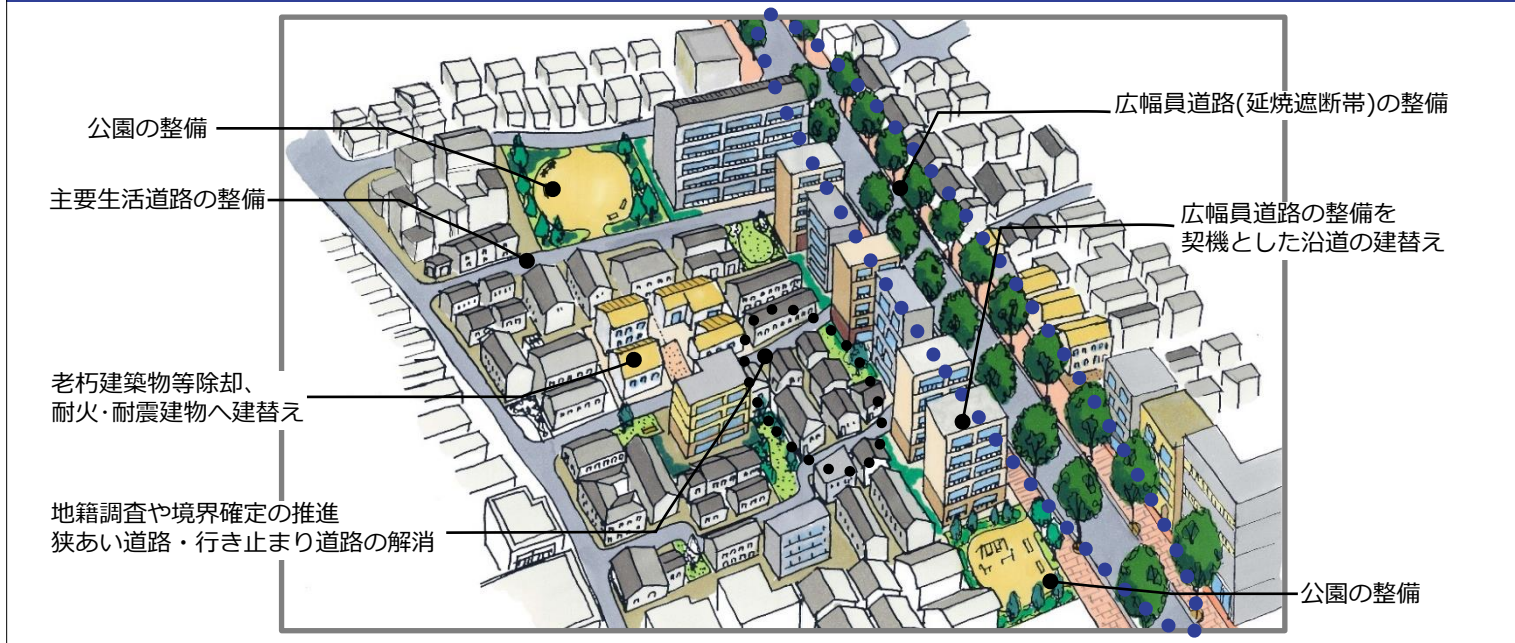 公園の整備
主要生活道路の整備
老朽建築物等除却、
耐火・耐震建物へ建替え
地籍調査や境界確定の推進
狭あい道路・行き止まり道路の解消
広幅員道路(延焼遮断帯)の整備
広幅員道路の整備を
契機とした沿道の建替え
公園の整備